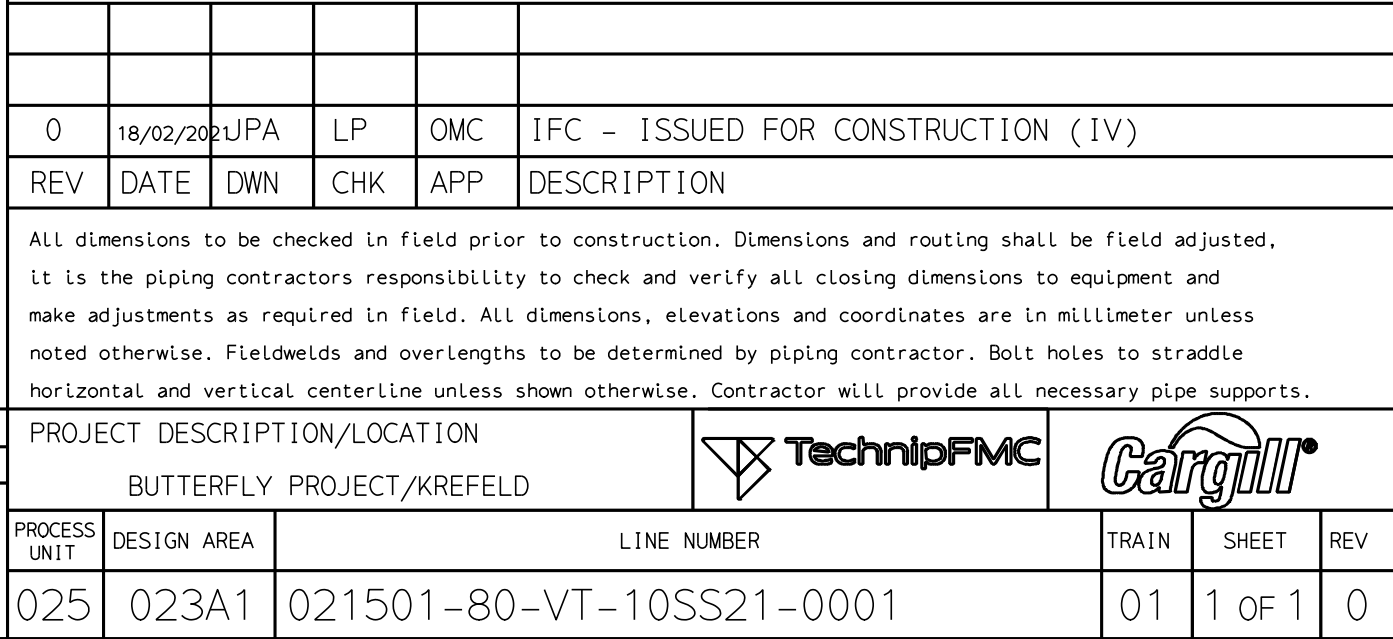 0 18/02/2021 JPA LP OMC IFC - ISSUED FOR CONSTRUCTION (IV)
REV DATE DWN CHK APP DESCRIPTION
All dimensions to be checked in field prior to construction. Dimensions and routing shall be field adjusted,
it is the piping contractors responsibility to check and verify all closing dimensions to equipment and
make adjustments as required in field. All dimensions, elevations and coordinates are in millimeter unless
noted otherwise. Fieldwelds and overlengths to be determined by piping contractor. Bolt holes to straddle
horizontal and vertical centerline unless shown otherwise. Contractor will provide all necessary pipe supports.
PROJECT DESCRIPTION/LOCATION
BUTTERFLY PROJECT/KREFELD
TechnipFMC
Cargill®
PROCESS UNIT DESIGN AREA LINE NUMBER TRAIN SHEET REV
025 023A1 021501-80-VT-10SS21-0001 01 1 OF 1 0